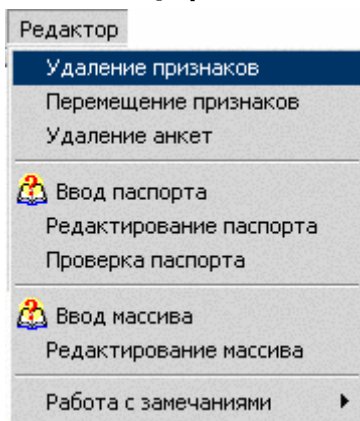 Редактор
Удаление признаков
Перемещение признаков
Удаление анкет
Ввод паспорта
Редактирование паспорта
Проверка паспорта
Ввод массива
Редактирование массива
Работа с замечаниями